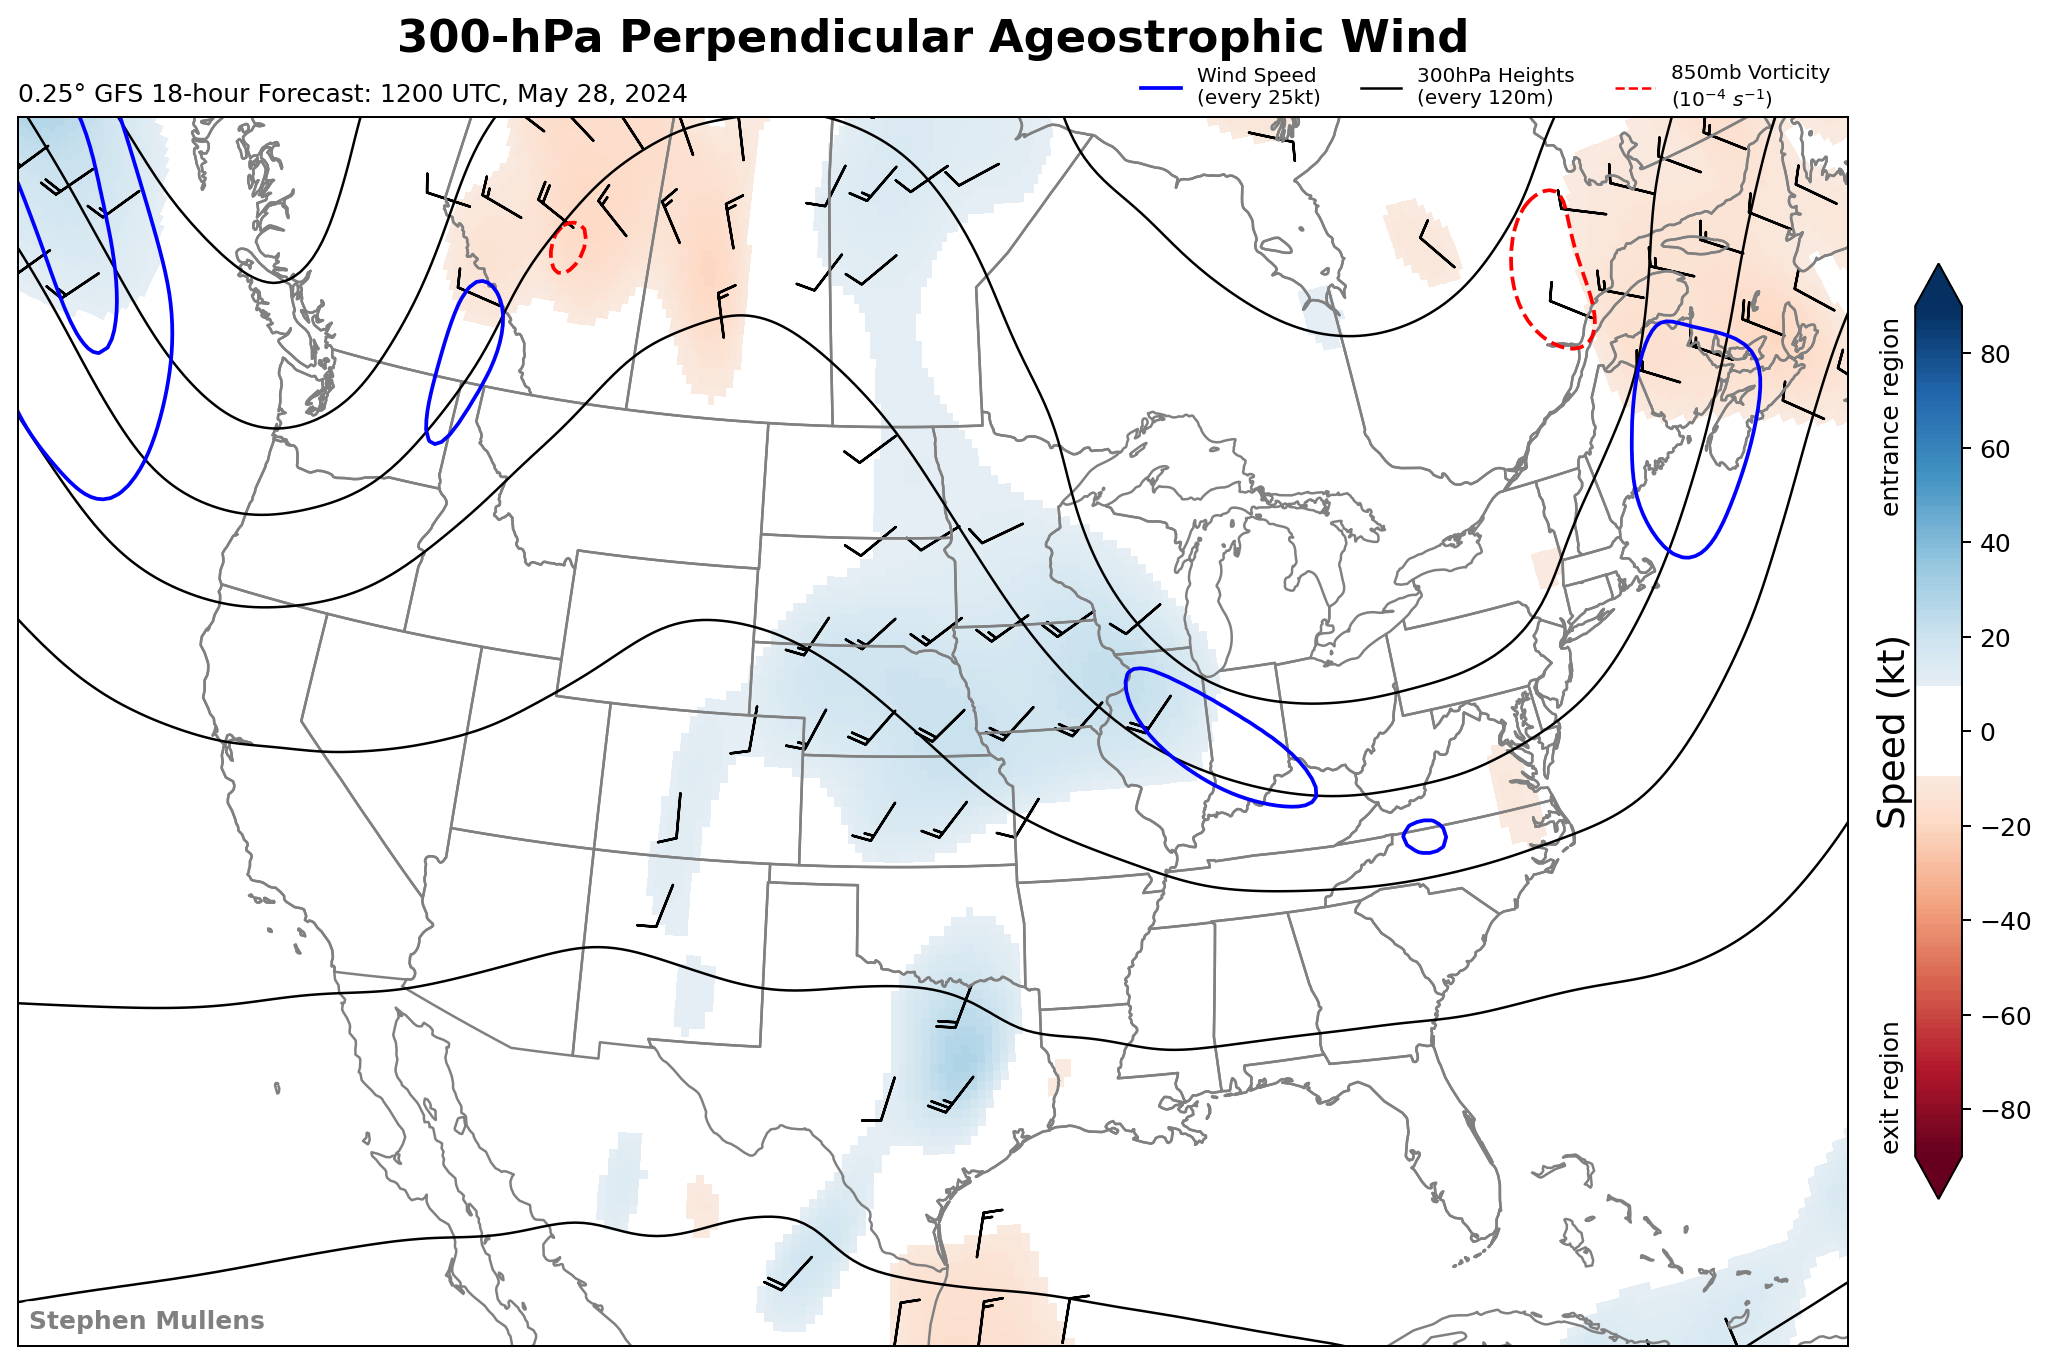 300-hPa Perpendicular Ageostrophic Wind
0.25° GFS 18-hour Forecast: 1200 UTC, May 28, 2024
Wind Speed
(every 25kt)
300hPa Heights
(every 120m)
850mb Vorticity
(10⁻⁴ s⁻¹)
entrance region
Speed (kt)
exit region
80
60
40
20
0
−20
−40
−60
−80
Stephen Mullens